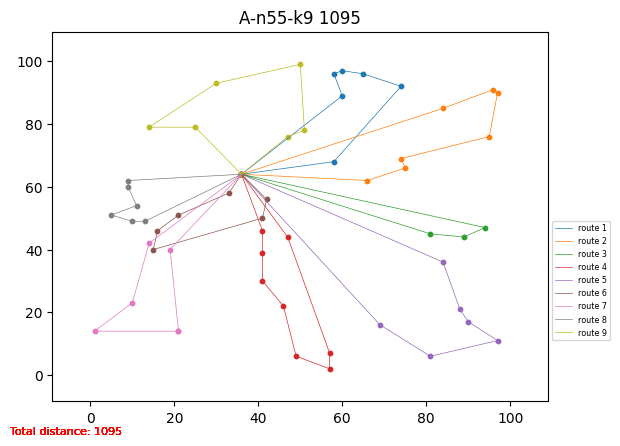 A-n55-k9 1095
100
80
60
40
20
0
0 20 40 60 80 100
route 1
route 2
route 3
route 4
route 5
route 6
route 7
route 8
route 9
Total distance: 1095